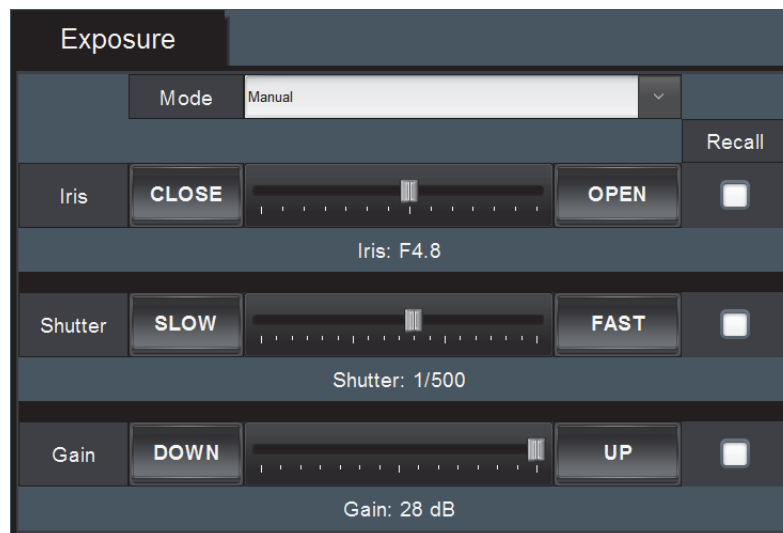 Exposure
Mode Manual
Recall
Iris CLOSE OPEN
Iris: F4.8
Shutter SLOW FAST
Shutter: 1/500
Gain DOWN UP
Gain: 28 dB